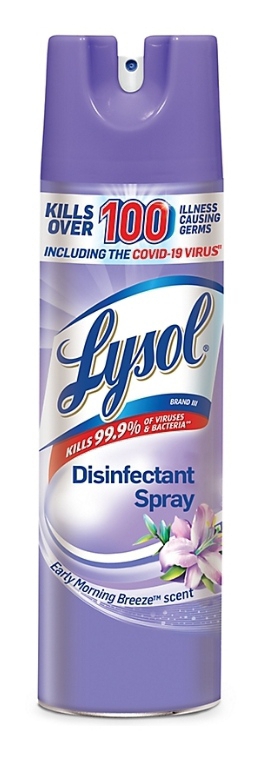 KILLS OVER 100 ILLNESS CAUSING GERMS
INCLUDING THE COVID-19 VIRUS
Lysol®
BRAND III
KILLS 99.9% OF VIRUSES & BACTERIA
Disinfectant
Spray
Early Morning Breeze™ scent